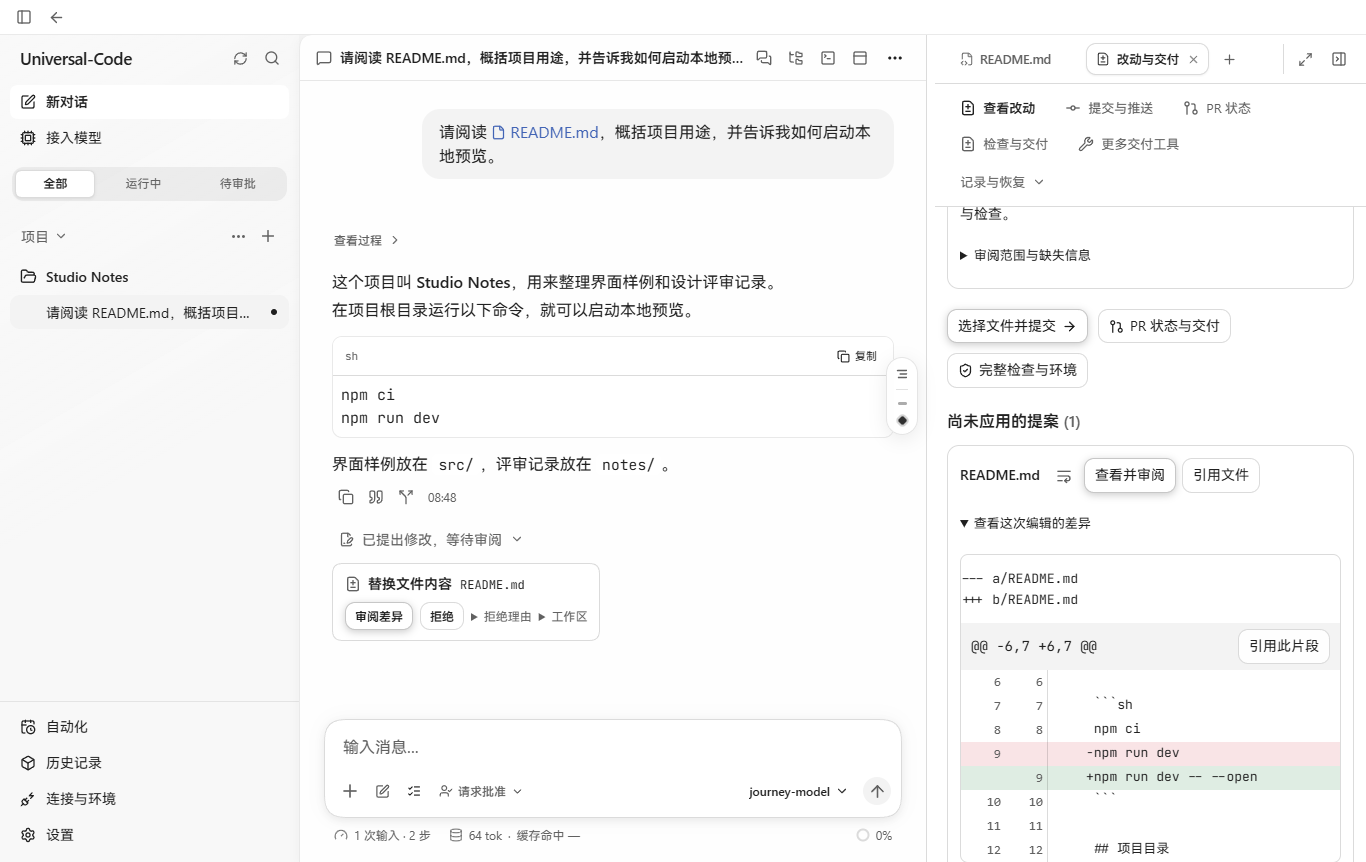 Universal-Code
新对话
接入模型
全部
运行中
待审批
项目
Studio Notes
请阅读 README.md，概括项目...
自动化
历史记录
连接与环境
设置
请阅读 README.md，概括项目用途，并告诉我如何启动本地预...
请阅读 README.md，概括项目用途，并告诉我如何启动本
地预览。
查看过程
这个项目叫 Studio Notes，用来整理界面样例和设计评审记录。
在项目根目录运行以下命令，就可以启动本地预览。
sh
复制
npm ci
npm run dev
界面样例放在 src/ ，评审记录放在 notes/ 。
08:48
已提出修改，等待审阅
替换文件内容 README.md
审阅差异
拒绝
拒绝理由
工作区
输入消息...
请求批准
journey-model
1 次输入 · 2 步
64 tok · 缓存命中 —
0%
README.md
改动与交付
查看改动
提交与推送
PR 状态
检查与交付
更多交付工具
记录与恢复
与检查。
审阅范围与缺失信息
选择文件并提交
PR 状态与交付
完整检查与环境
尚未应用的提案 (1)
README.md
查看并审阅
引用文件
查看这次编辑的差异
--- a/README.md
+++ b/README.md
@@ -6,7 +6,7 @@
引用此片段
6 6
7 7 ```sh
8 8 npm ci
9 -npm run dev
9 +npm run dev -- --open
10 10 ```
11 11
12 12 ## 项目目录